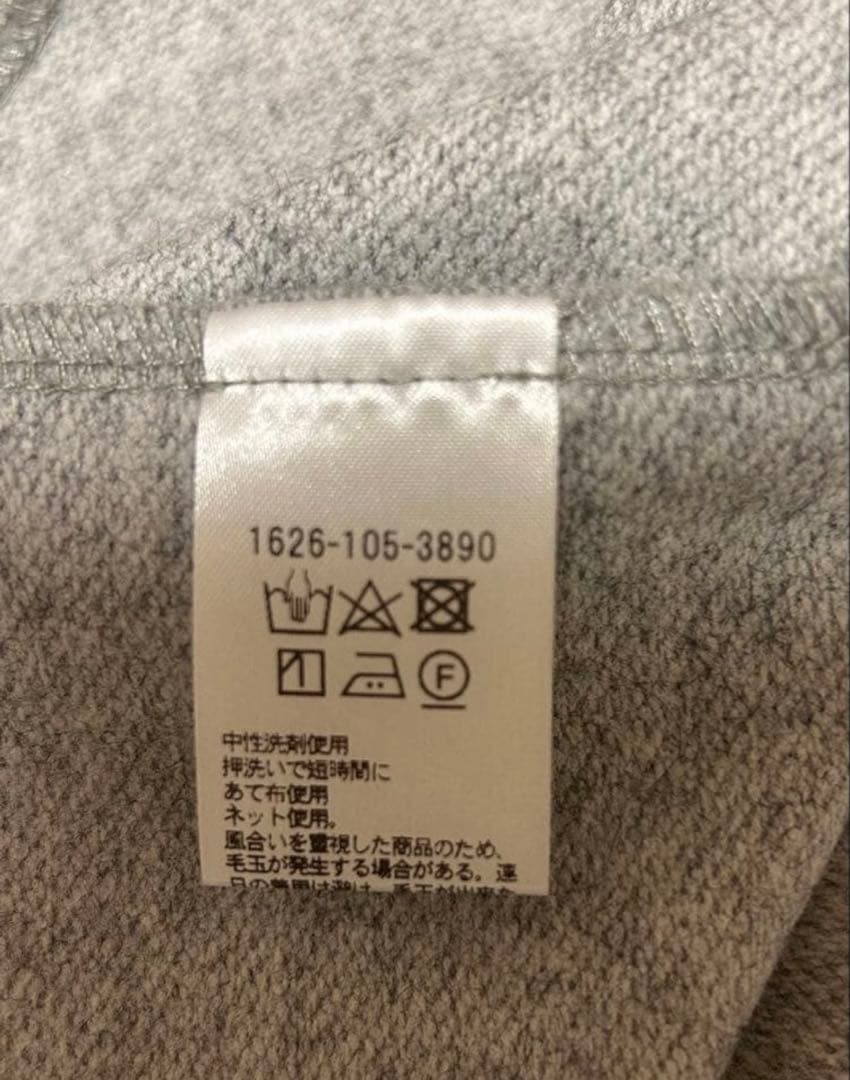 1626-105-3890
F
中性洗剤使用
押洗いで短時間に
あて布使用
ネット使用。
風合いを重視した商品のため、
毛玉が発生する場合がある。連